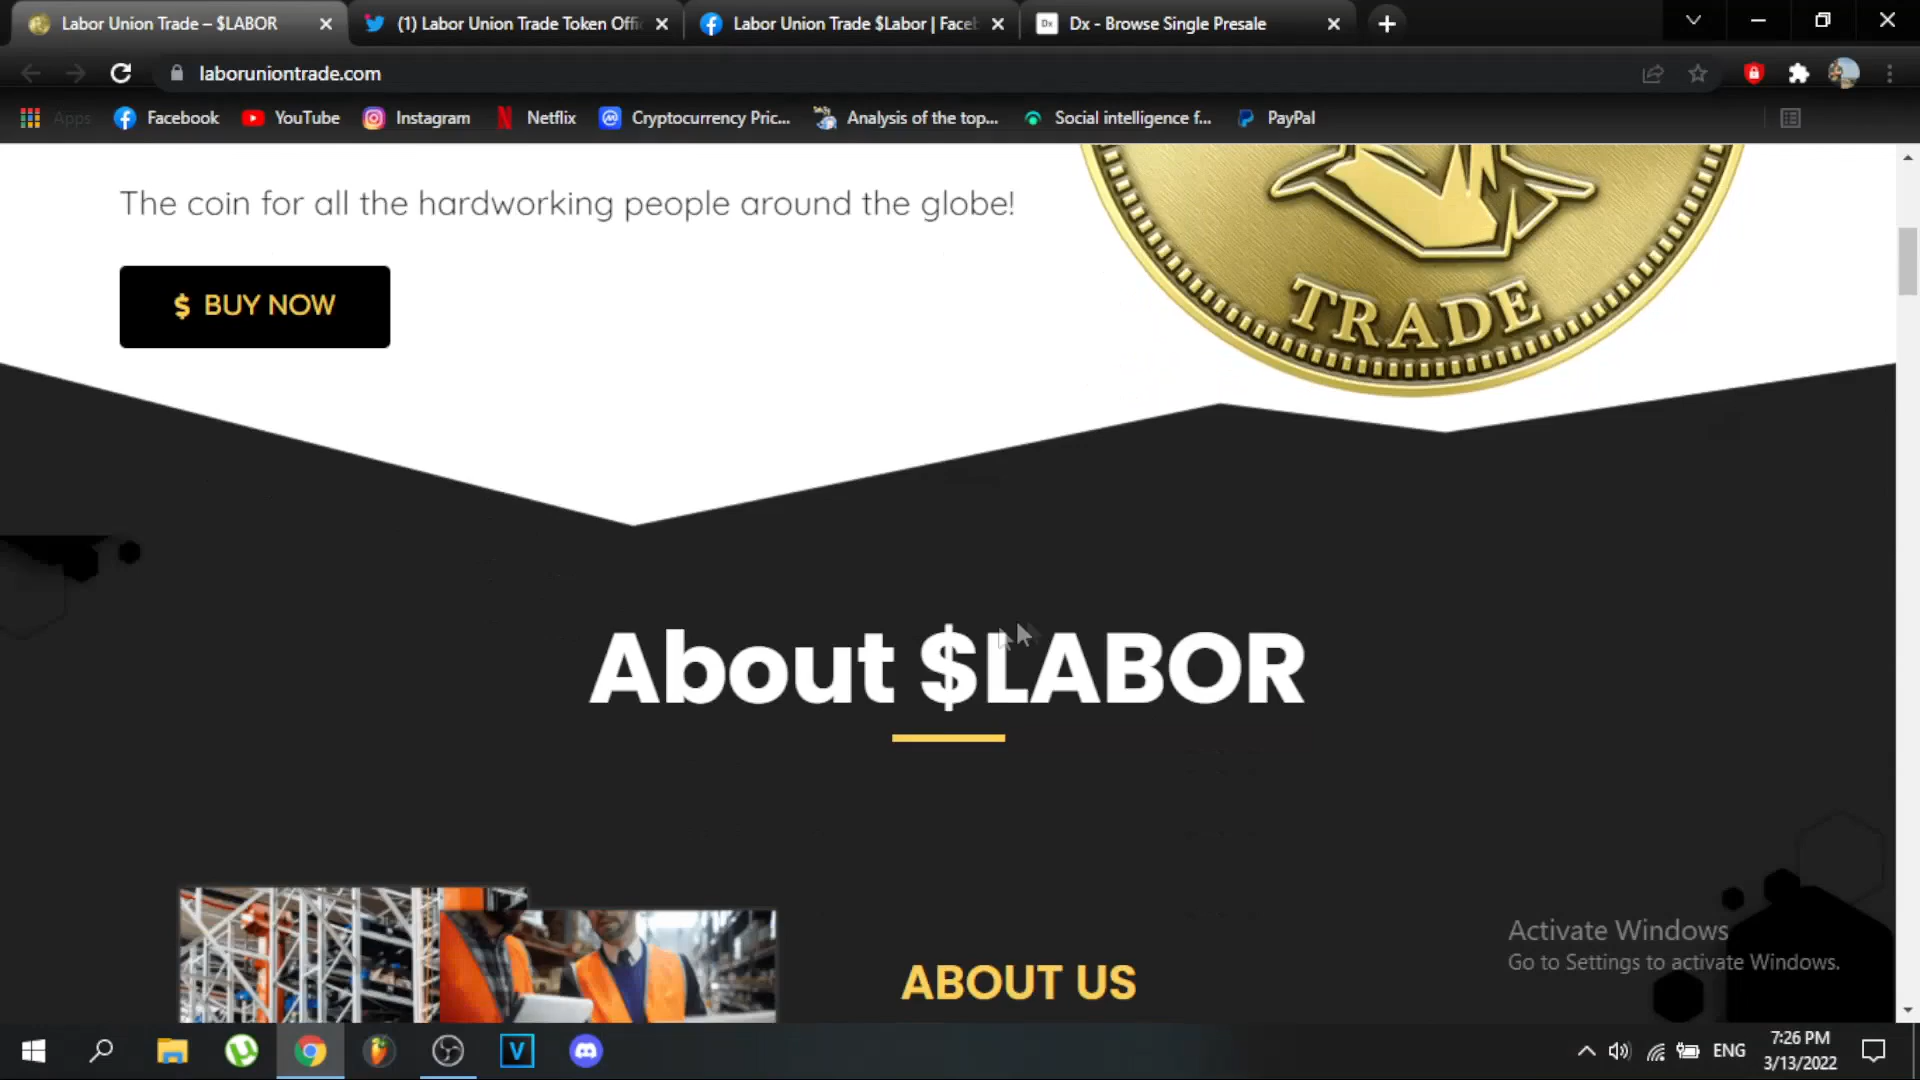 Labor Union Trade – $LABOR
(1) Labor Union Trade Token Offi
Labor Union Trade $Labor | Faceb
Dx
Dx - Browse Single Presale
laboruniontrade.com
Apps
Facebook
YouTube
Instagram
Netflix
Cryptocurrency Pric...
Analysis of the top...
Social intelligence f...
PayPal
The coin for all the hardworking people around the globe!
$ BUY NOW
TRADE
About $LABOR
ABOUT US
Activate Windows
Go to Settings to activate Windows.
V
ENG
7:26 PM
3/13/2022